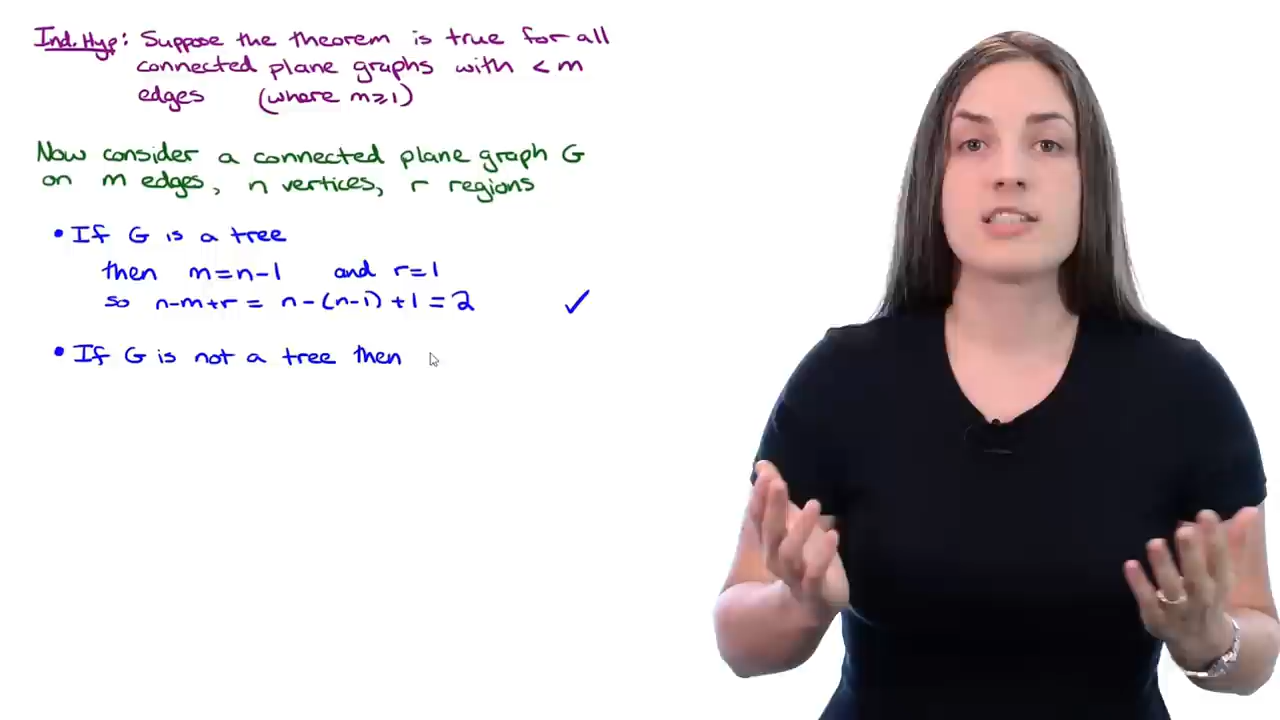 Ind. Hyp: Suppose the theorem is true for all
connected plane graphs with < m
edges (where m≥1)
Now consider a connected plane graph G
on m edges, n vertices, r regions
• If G is a tree
then m=n-1 and r=1
so n-m+r = n-(n-1)+1=2 ✓
• If G is not a tree then